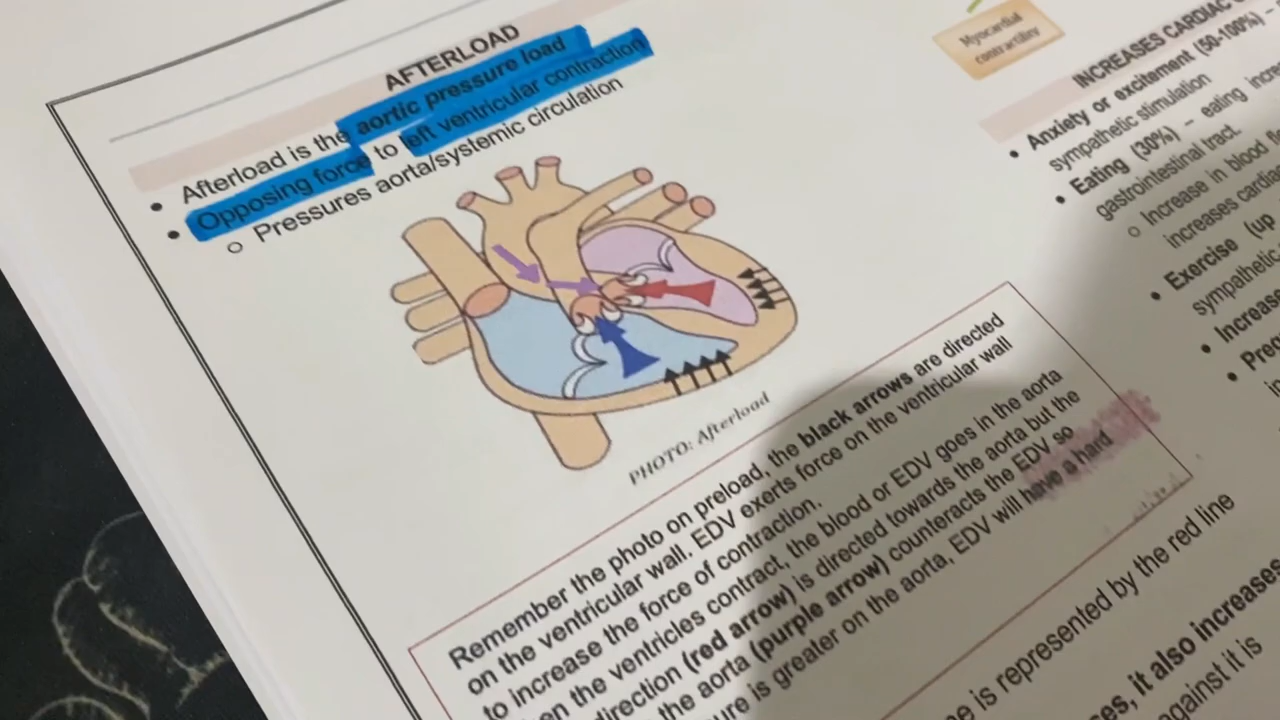 AFTERLOAD
• Afterload is the aortic pressure load
• Opposing force to left ventricular contraction
○ Pressures aorta/systemic circulation
PHOTO: Afterload
Remember the photo on preload, the black arrows are directed
on the ventricular wall. EDV exerts force on the ventricular wall
to increase the force of contraction.
the ventricles contract, the blood or EDV goes in the aorta
direction (red arrow) is directed towards the aorta but the
the aorta (purple arrow) counteracts the EDV so
is greater on the aorta, EDV will have a hard
is represented by the red line
it also increases
it is
Myocardial
contractility
INCREASES CARDIAC
• Anxiety or excitement (50-100%) –
sympathetic stimulation
• Eating (30%) – eating
gastrointestinal tract.
○ Increase in blood
increases
• Exercise (up
sympathetic
•
•